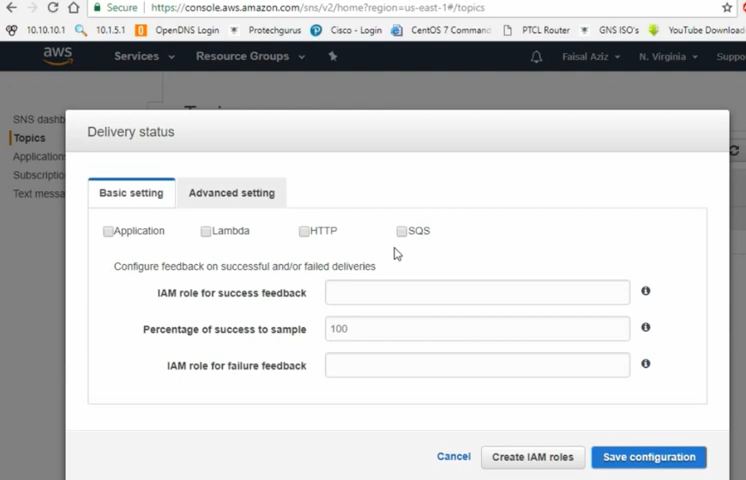 Secure https://console.aws.amazon.com/sns/v2/home?region=us-east-1#/topics
10.10.10.1 10.1.5.1 OpenDNS Login Protechgurus Cisco - Login CentOS 7 Command PTCL Router GNS ISO's YouTube Download
aws Services Resource Groups Faisal Aziz N. Virginia Suppo
SNS dashb
Topics
Applications
Subscriptio
Text messa
Delivery status
Basic setting Advanced setting
Application Lambda HTTP SQS
Configure feedback on successful and/or failed deliveries
IAM role for success feedback
Percentage of success to sample 100
IAM role for failure feedback
Cancel Create IAM roles Save configuration